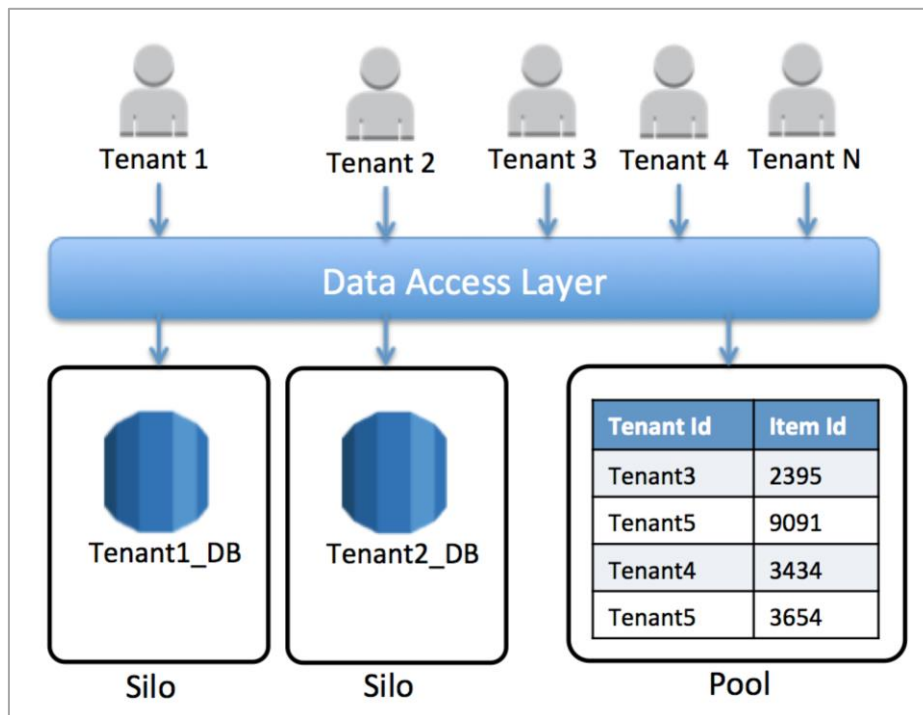 Tenant 1
Tenant 2
Tenant 3
Tenant 4
Tenant N
Data Access Layer
Tenant1_DB
Silo
Tenant2_DB
Silo
Tenant Id Item Id
Tenant3 2395
Tenant5 9091
Tenant4 3434
Tenant5 3654
Pool